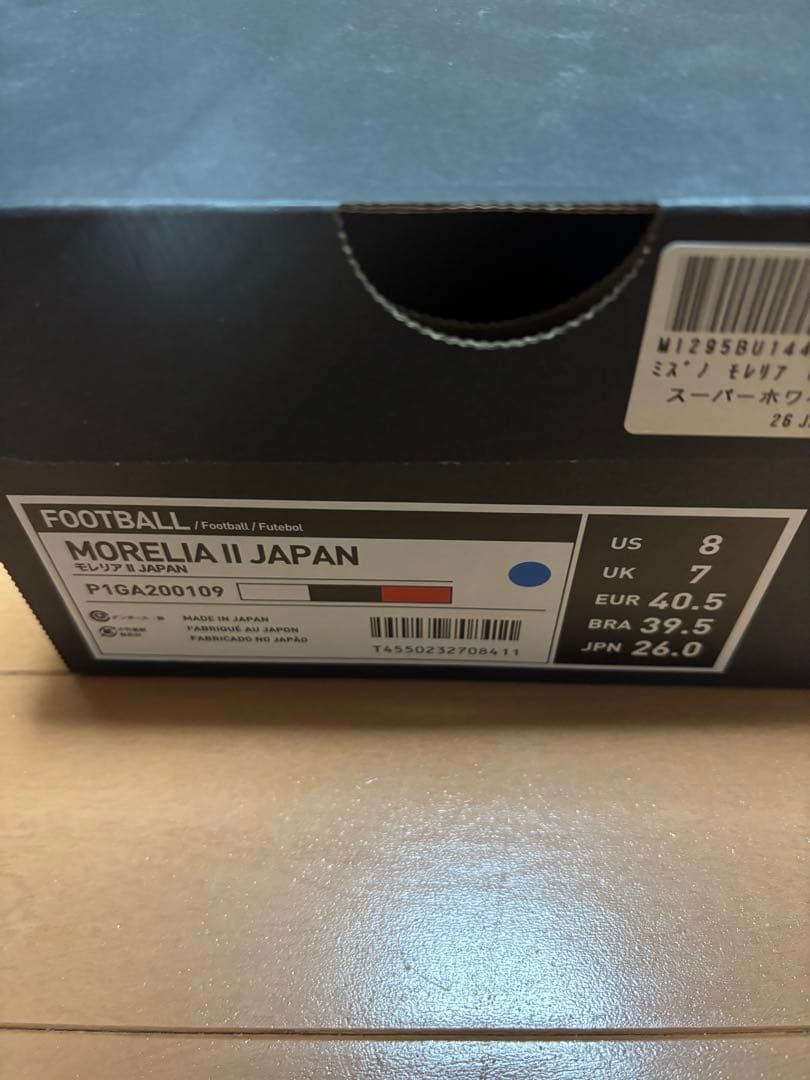 M1295BU144
ミズノ モレリア
スーパーホワイ
26 J
FOOTBALL / Football / Futebol
MORELIA II JAPAN
モレリア II JAPAN
P1GA200109
MADE IN JAPAN
FABRIQUÉ AU JAPON
FABRICADO NO JAPÃO
T4550232708411
US 8
UK 7
EUR 40.5
BRA 39.5
JPN 26.0